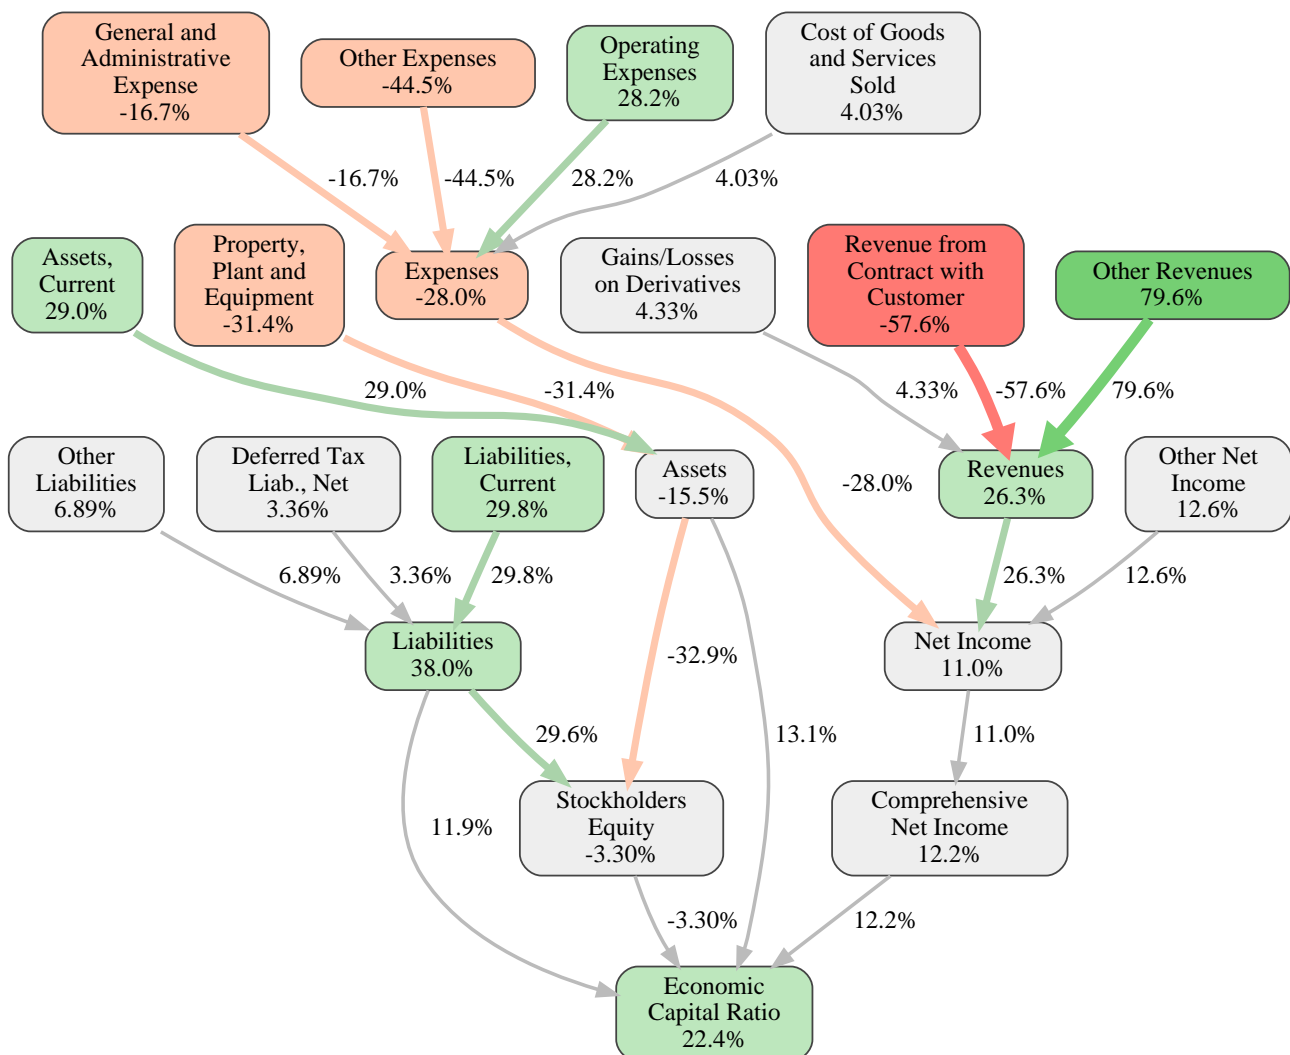 General and
Administrative
Expense
-16.7%
Other Expenses
-44.5%
Operating
Expenses
28.2%
Cost of Goods
and Services
Sold
4.03%
-16.7%
-44.5%
28.2%
4.03%
Assets,
Current
29.0%
Property,
Plant and
Equipment
-31.4%
Expenses
-28.0%
Gains/Losses
on Derivatives
4.33%
Revenue from
Contract with
Customer
-57.6%
Other Revenues
79.6%
29.0%
-31.4%
4.33%
-57.6%
79.6%
Other
Liabilities
6.89%
Deferred Tax
Liab., Net
3.36%
Liabilities,
Current
29.8%
Assets
-15.5%
-28.0%
Revenues
26.3%
Other Net
Income
12.6%
6.89%
3.36%
29.8%
26.3%
12.6%
Liabilities
38.0%
-32.9%
Net Income
11.0%
29.6%
13.1%
11.0%
11.9%
Stockholders
Equity
-3.30%
Comprehensive
Net Income
12.2%
-3.30%
12.2%
Economic
Capital Ratio
22.4%